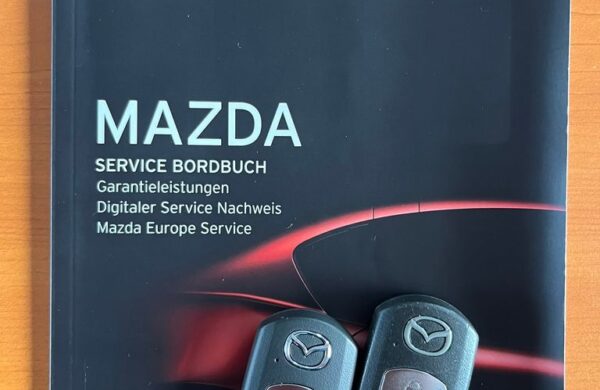 MAZDA
SERVICE BORDBUCH
Garantieleistungen
Digitaler Service Nachweis
Mazda Europe Service